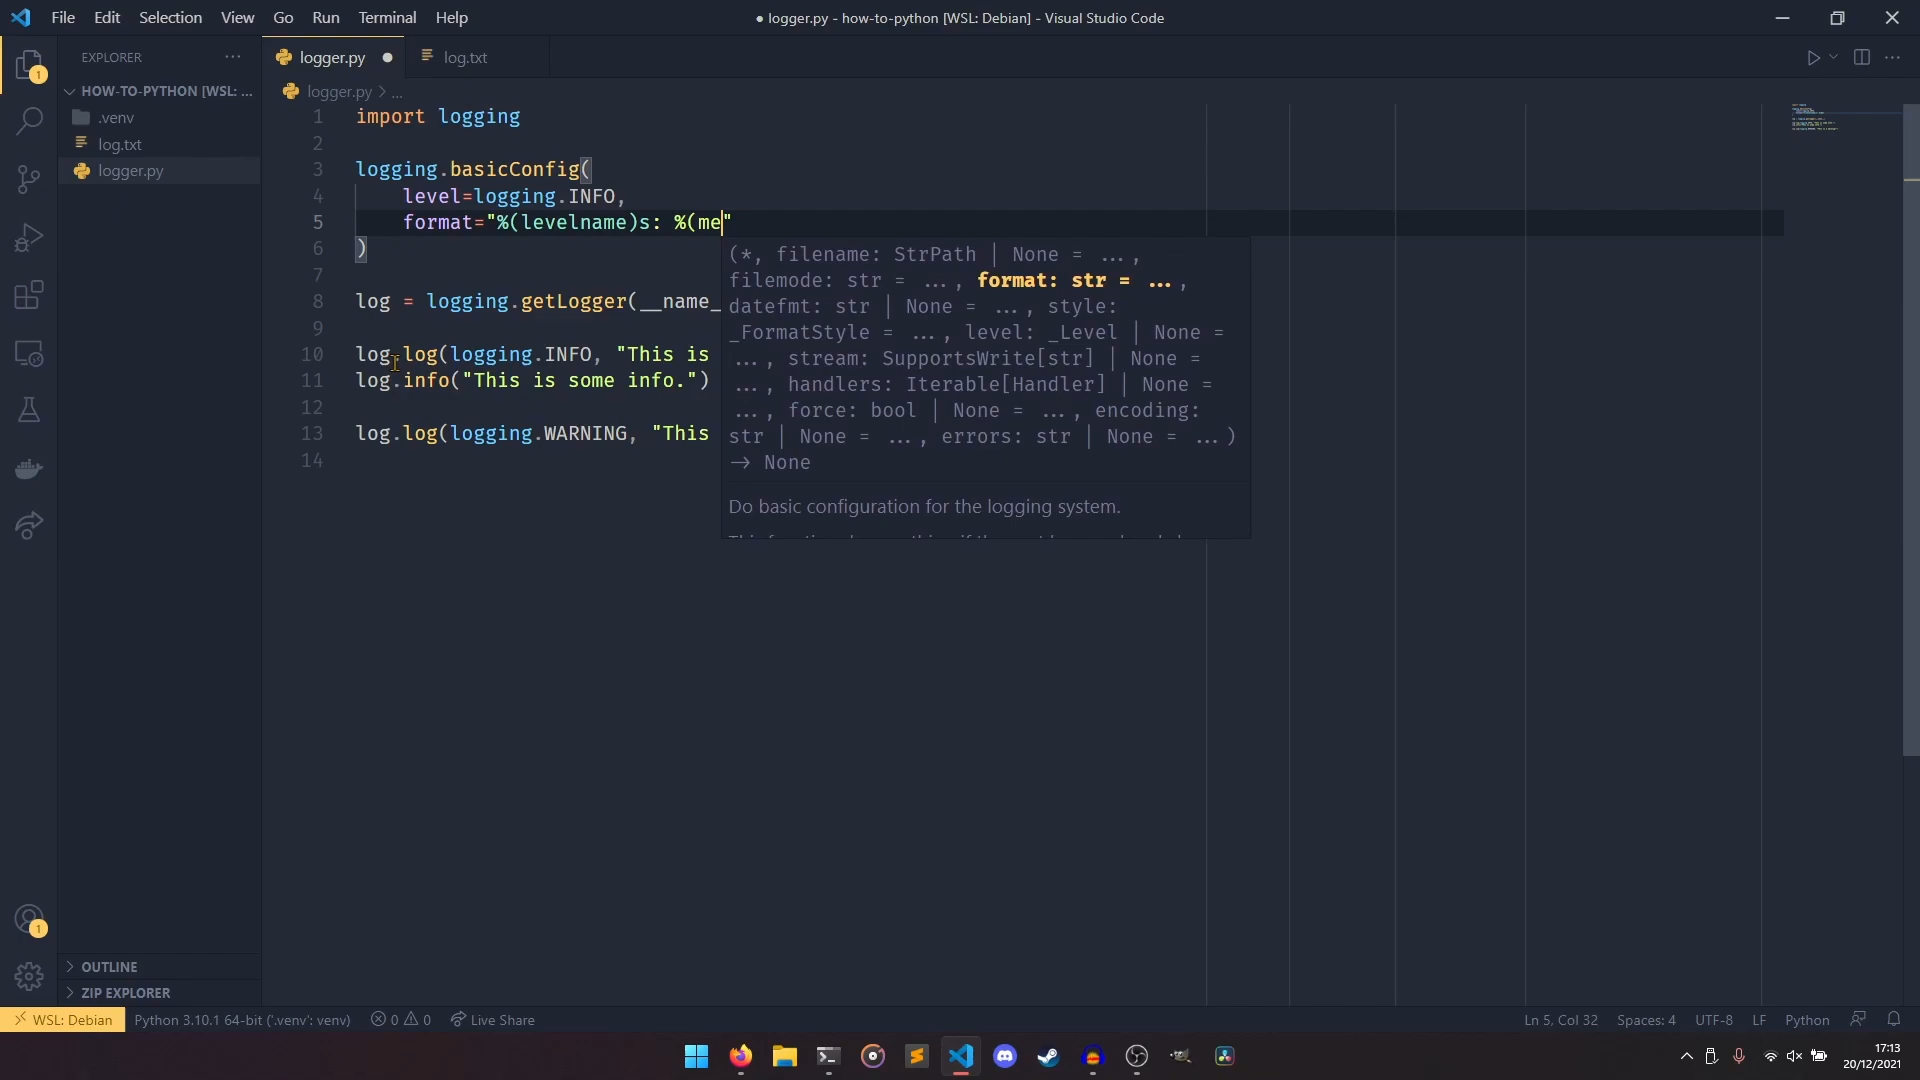 File Edit Selection View Go Run Terminal Help
● logger.py - how-to-python [WSL: Debian] - Visual Studio Code
EXPLORER
1
HOW-TO-PYTHON [WSL: ...
.venv
log.txt
logger.py
OUTLINE
ZIP EXPLORER
1
logger.py
log.txt
logger.py > ...
1 import logging
2
3 logging.basicConfig(
4 level=logging.INFO,
5 format="%(levelname)s: %(me"
6 )
7
8 log = logging.getLogger(__name_
9
10 log.log(logging.INFO, "This is
11 log.info("This is some info.")
12
13 log.log(logging.WARNING, "This
14
(*, filename: StrPath | None = ...,
filemode: str = ..., format: str = ...,
datefmt: str | None = ..., style:
_FormatStyle = ..., level: _Level | None =
..., stream: SupportsWrite[str] | None =
..., handlers: Iterable[Handler] | None =
..., force: bool | None = ..., encoding:
str | None = ..., errors: str | None = ...)
→ None
Do basic configuration for the logging system.
WSL: Debian Python 3.10.1 64-bit ('.venv': venv) 0 0 Live Share Ln 5, Col 32 Spaces: 4 UTF-8 LF Python
17:13
20/12/2021